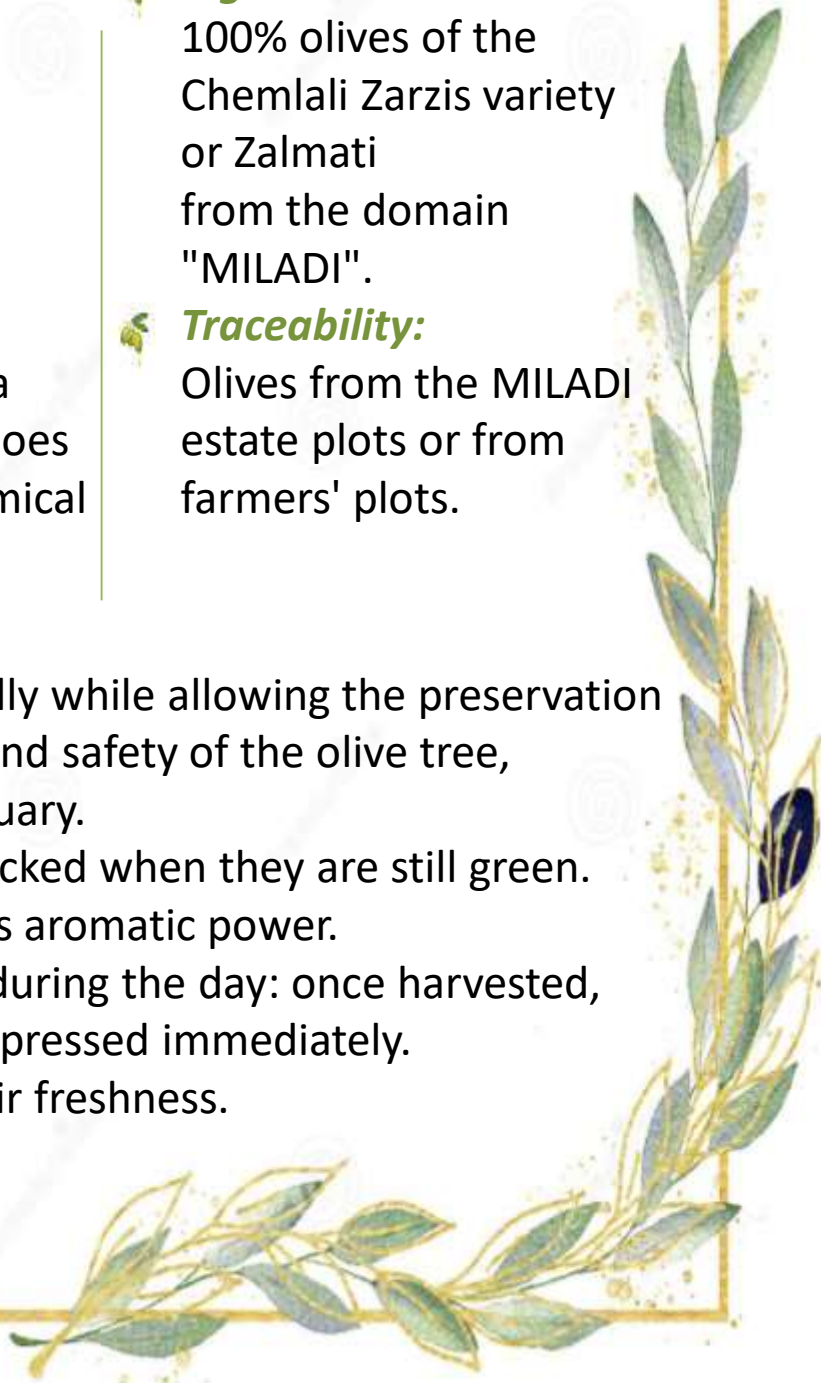 100% olives of the
Chemlali Zarzis variety
or Zalmati
from the domain
"MILADI".
Traceability:
a
Olives from the MILADI
oes
estate plots or from
mical
farmers' plots.
lly while allowing the preservation
nd safety of the olive tree,
uary.
cked when they are still green.
s aromatic power.
during the day: once harvested,
pressed immediately.
ir freshness.